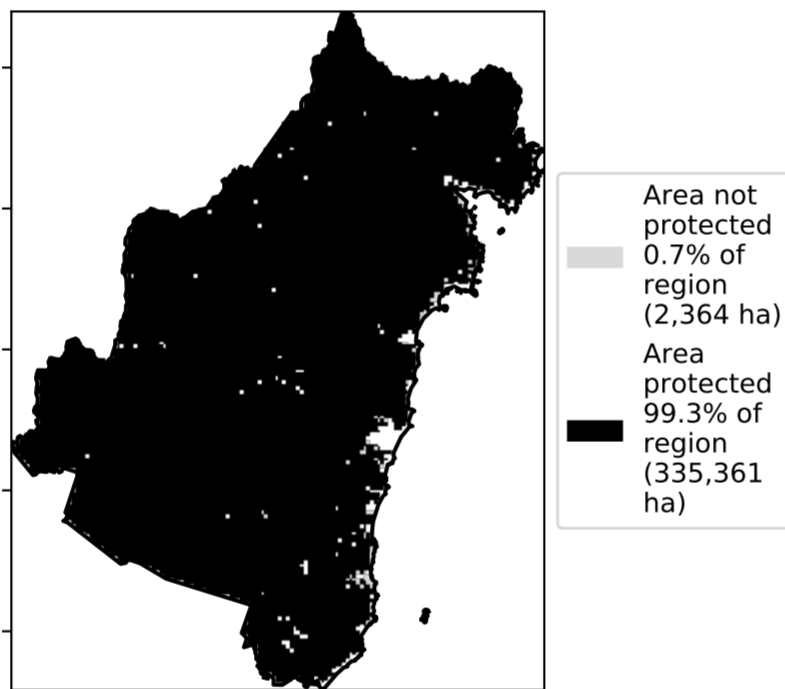 Area not
protected
0.7% of
region
(2,364 ha)
Area
protected
99.3% of
region
(335,361
ha)